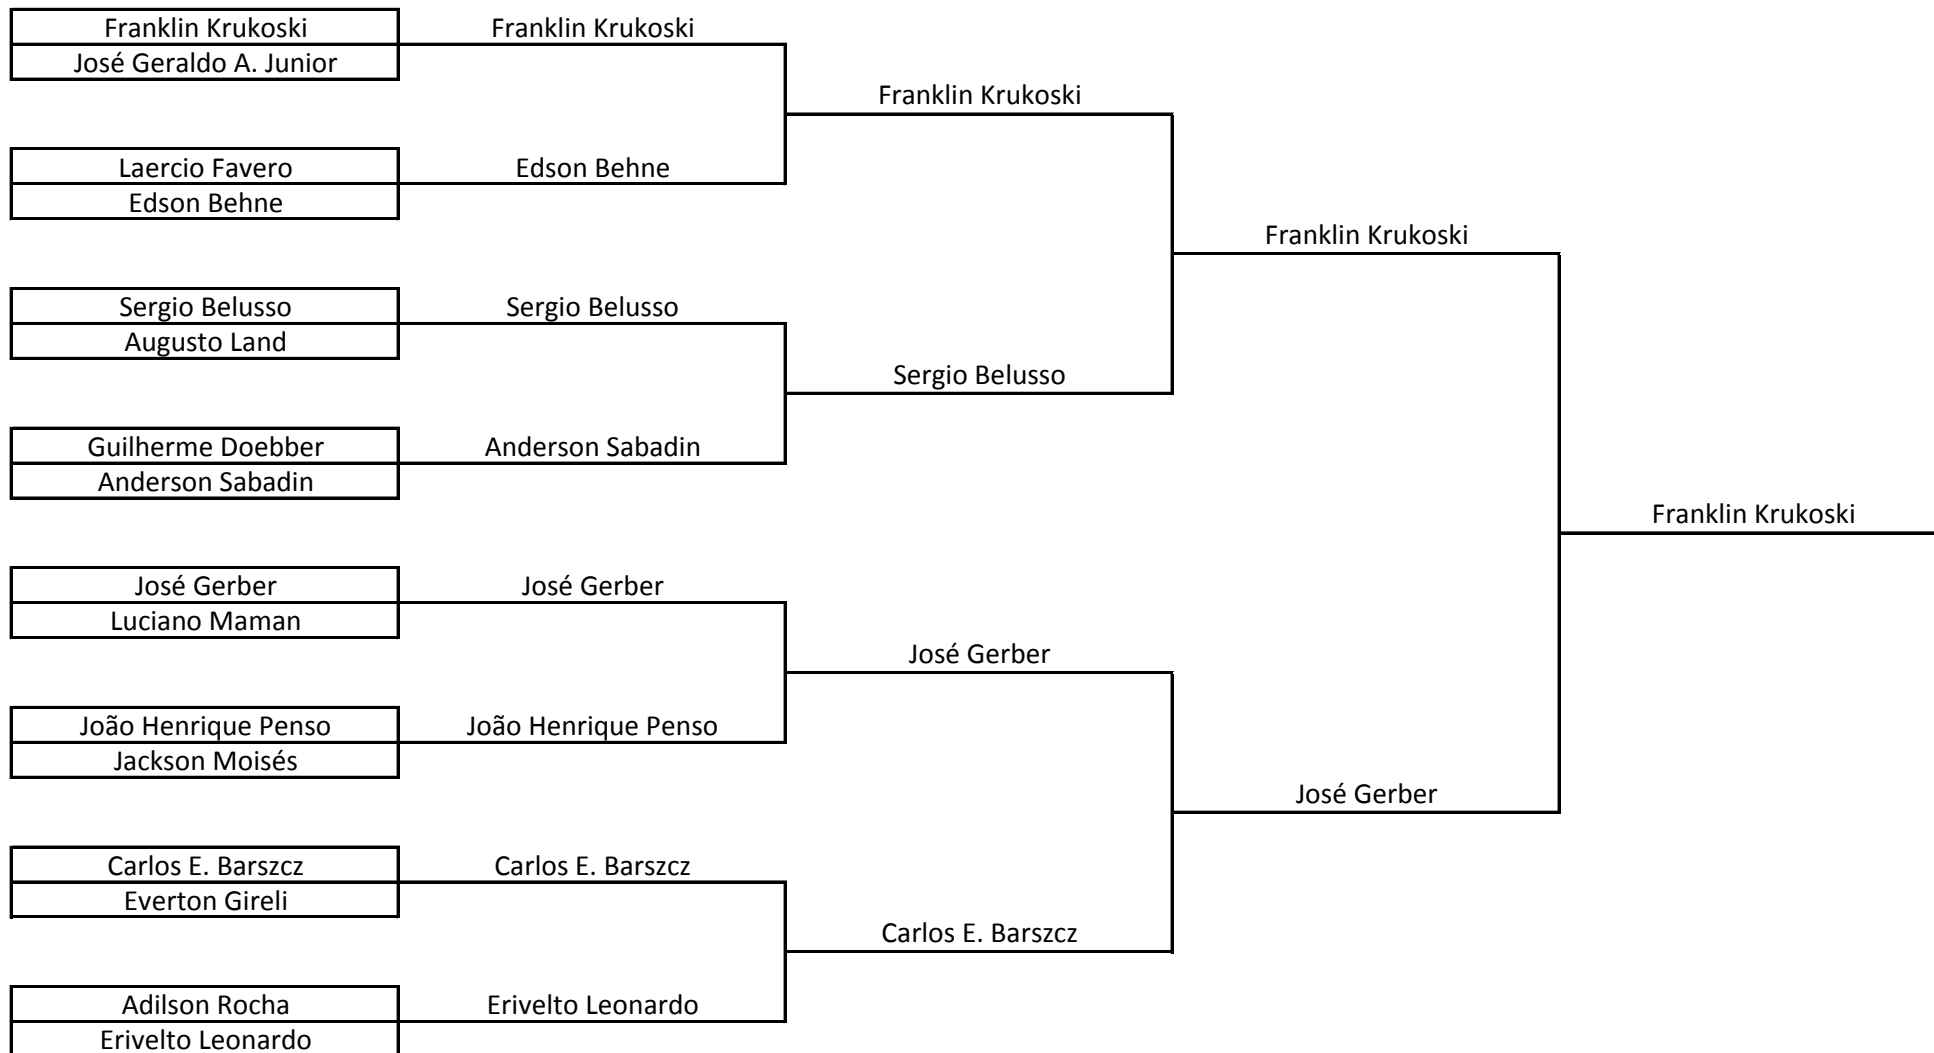 Franklin Krukoski
José Geraldo A. Junior
Laercio Favero
Edson Behne
Sergio Belusso
Augusto Land
Guilherme Doebber
Anderson Sabadin
José Gerber
Luciano Maman
João Henrique Penso
Jackson Moisés
Carlos E. Barszcz
Everton Gireli
Adilson Rocha
Erivelto Leonardo
Franklin Krukoski
Edson Behne
Sergio Belusso
Anderson Sabadin
José Gerber
João Henrique Penso
Carlos E. Barszcz
Erivelto Leonardo
Franklin Krukoski
Sergio Belusso
José Gerber
Carlos E. Barszcz
Franklin Krukoski
José Gerber
Franklin Krukoski